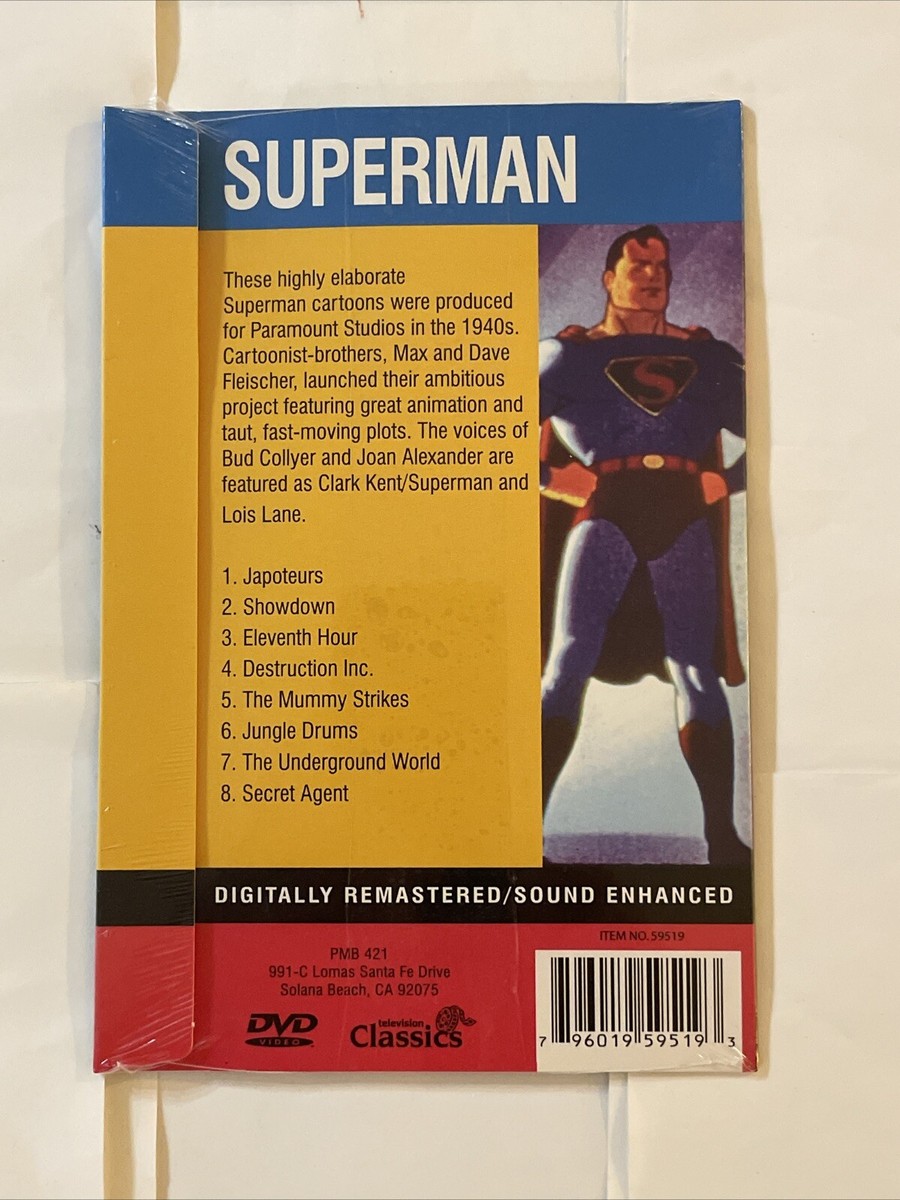 SUPERMAN
These highly elaborate
Superman cartoons were produced
for Paramount Studios in the 1940s.
Cartoonist-brothers, Max and Dave
Fleischer, launched their ambitious
project featuring great animation and
taut, fast-moving plots. The voices of
Bud Collyer and Joan Alexander are
featured as Clark Kent/Superman and
Lois Lane.
1. Japoteurs
2. Showdown
3. Eleventh Hour
4. Destruction Inc.
5. The Mummy Strikes
6. Jungle Drums
7. The Underground World
8. Secret Agent
S
DIGITALLY REMASTERED/SOUND ENHANCED
PMB 421
991-C Lomas Santa Fe Drive
Solana Beach, CA 92075
DVD
VIDEO
television
Classics
ITEM NO. 59519
7 96019 59519 3